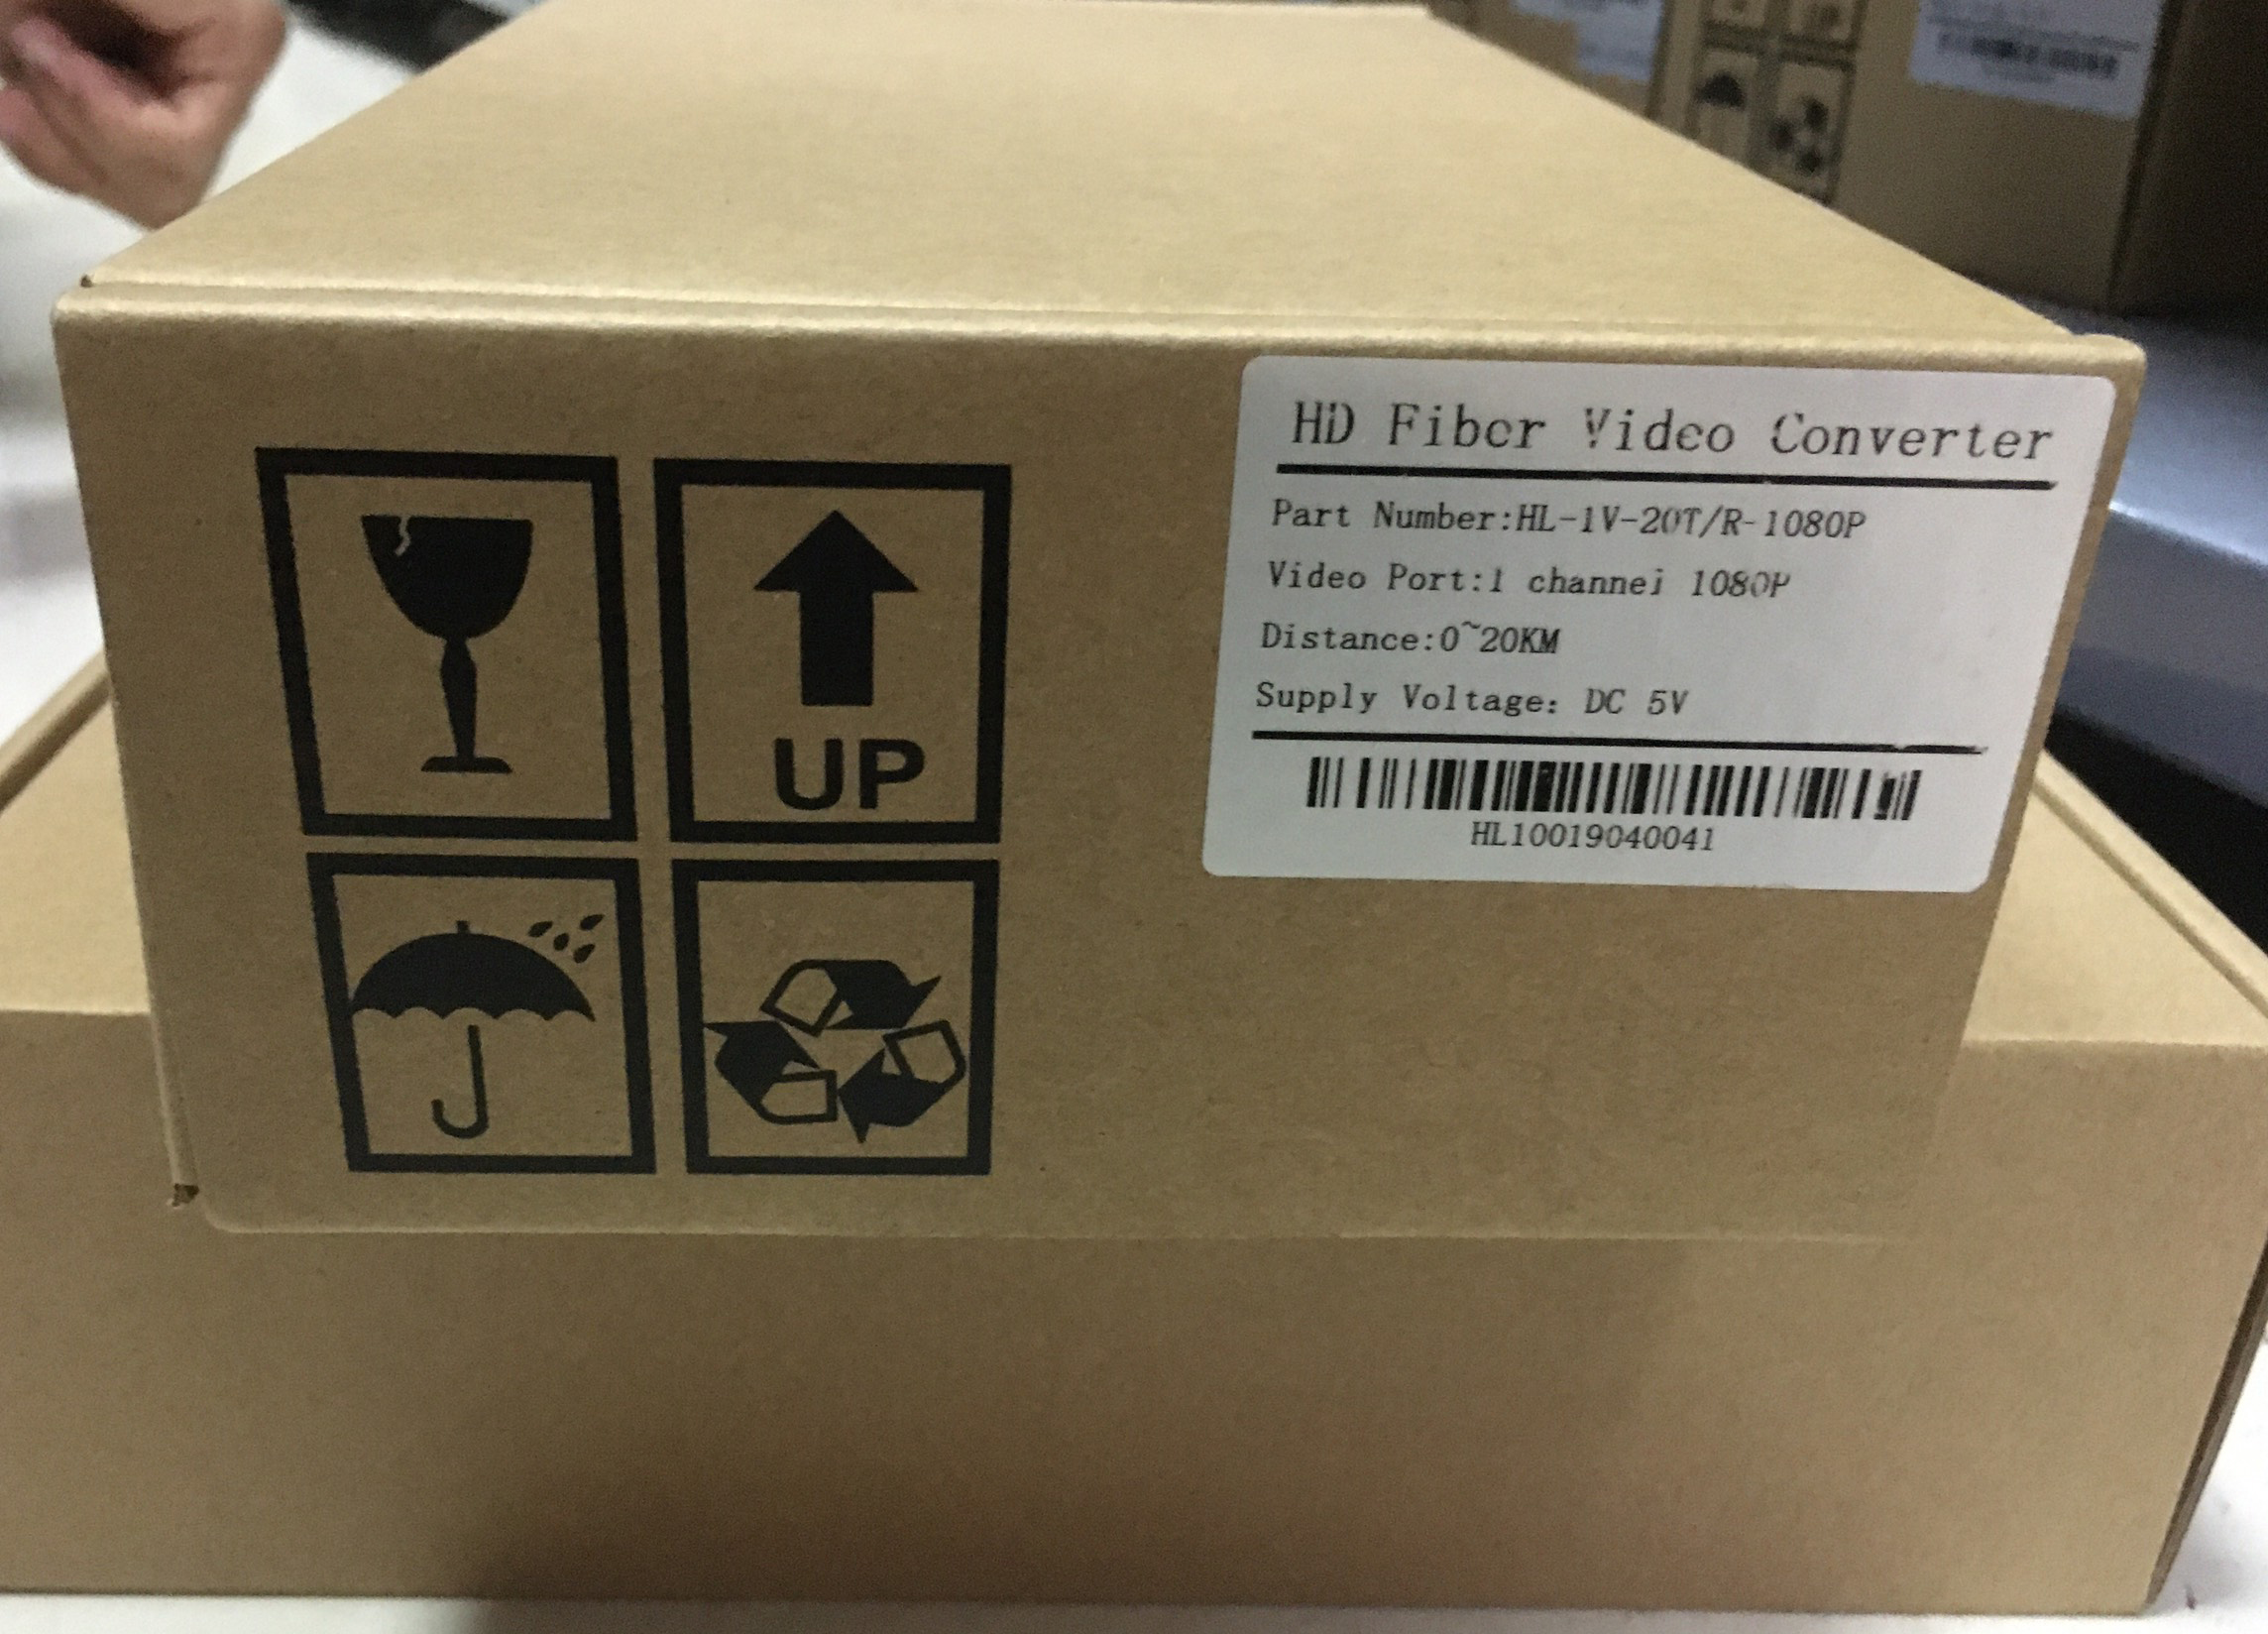 UP
HD Fiber Video Converter
Part Number:HL-1V-20T/R-1080P
Video Port:1 channel 1080P
Distance:0~20KM
Supply Voltage: DC 5V
HL10019040041
UP